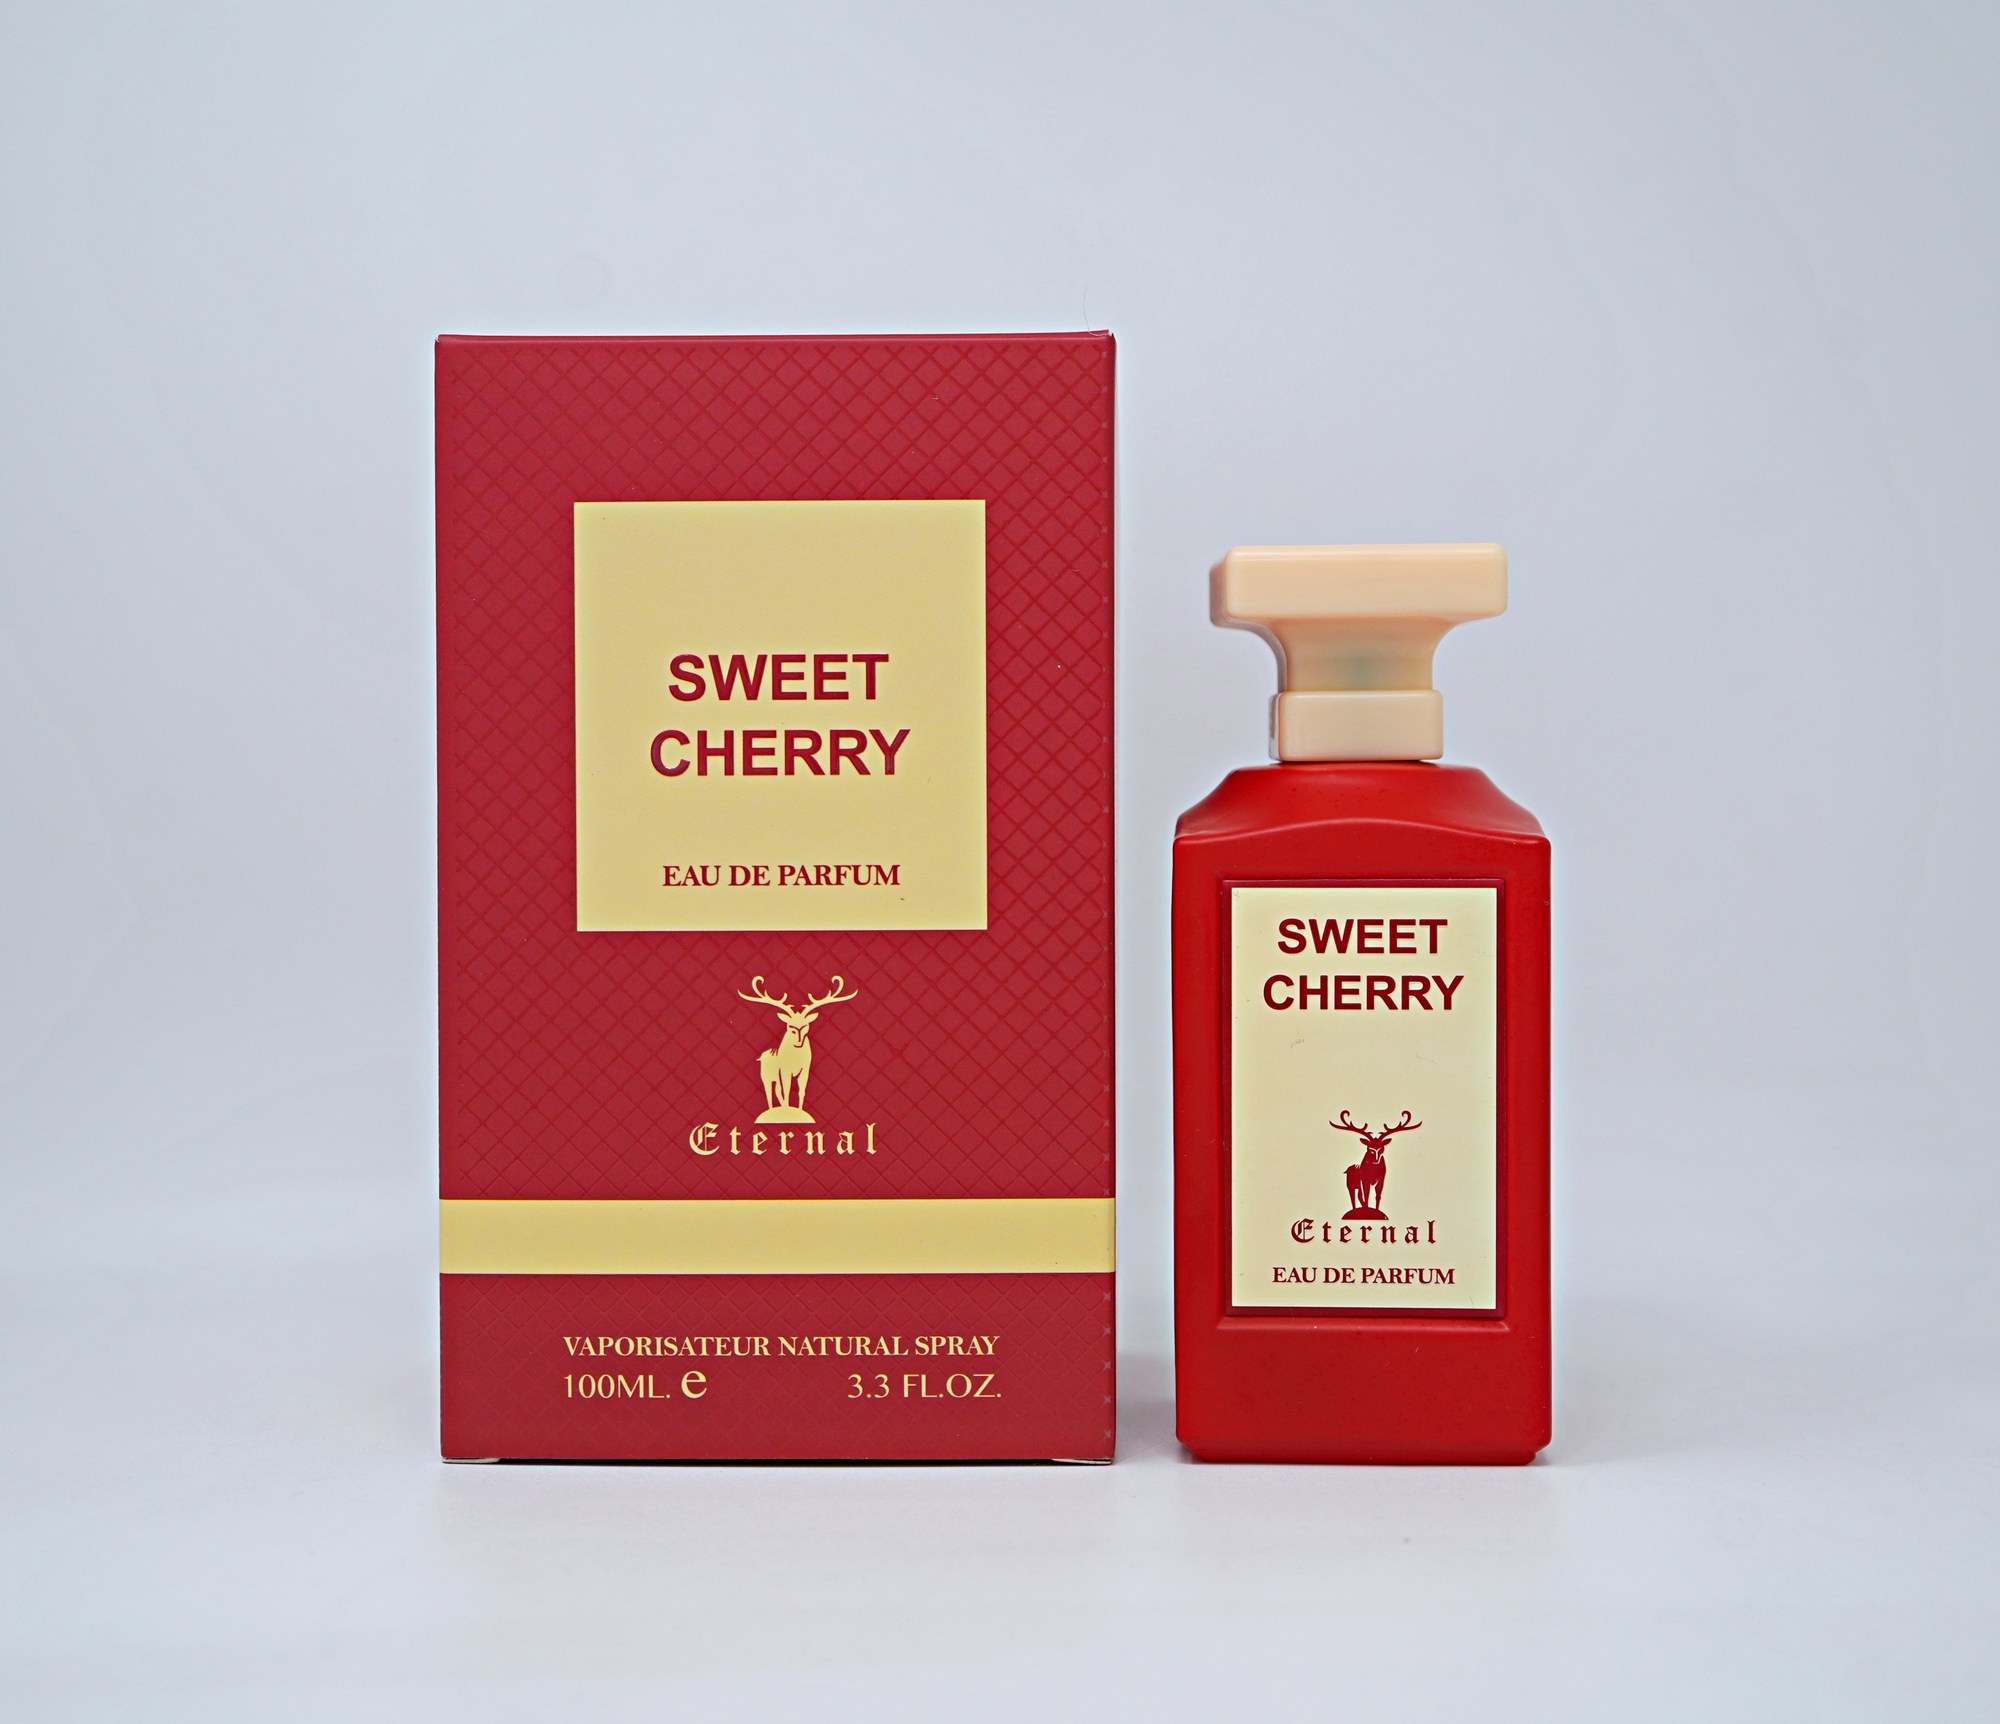 SWEET
CHERRY
EAU DE PARFUM
Eternal
VAPORISATEUR NATURAL SPRAY
100ML. e 3.3 FL.OZ.
SWEET
CHERRY
Eternal
EAU DE PARFUM